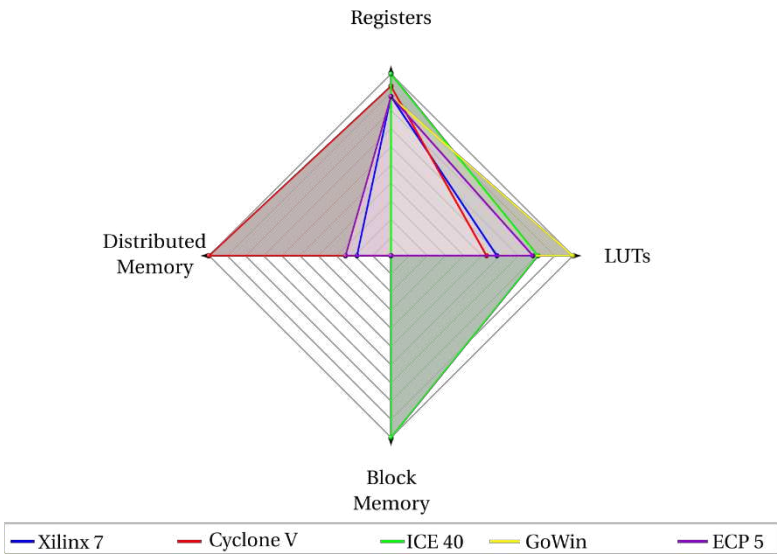 Registers
Distributed
Memory
LUTs
Block
Memory
Xilinx 7 Cyclone V ICE 40 GoWin ECP 5